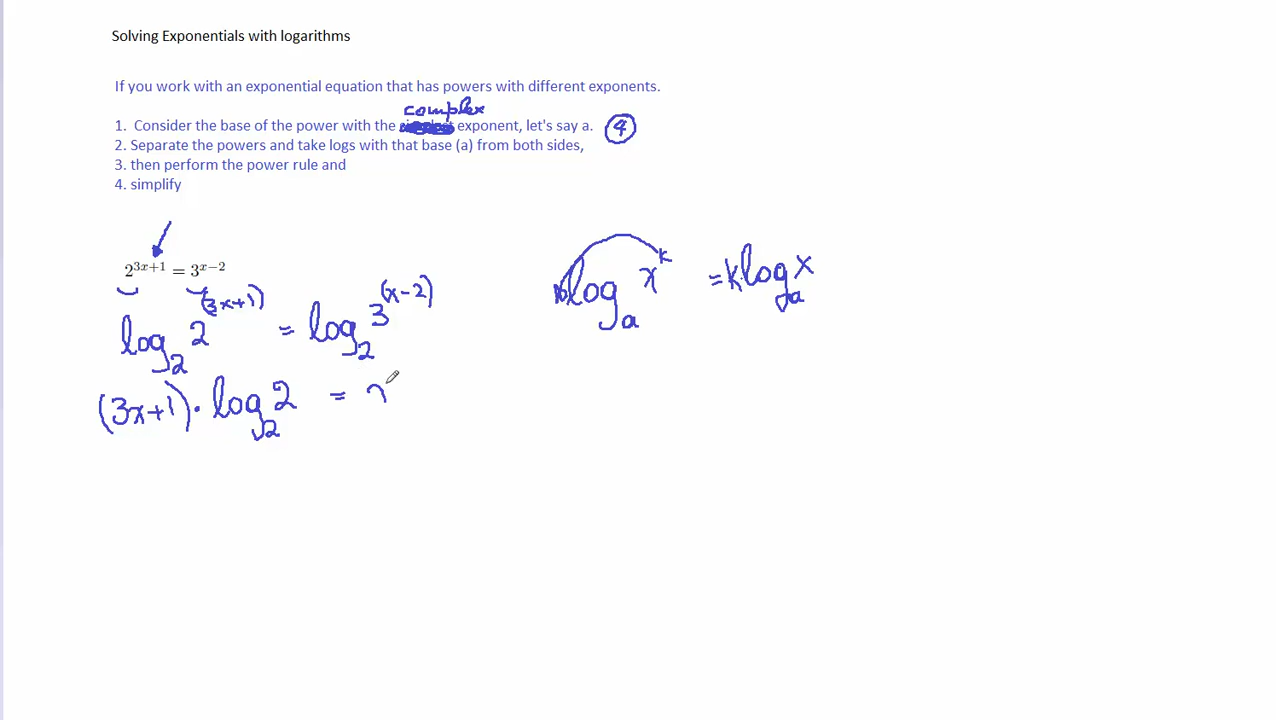 Solving Exponentials with logarithms
If you work with an exponential equation that has powers with different exponents.
complex
1. Consider the base of the power with the exponent, let's say a. 4
2. Separate the powers and take logs with that base (a) from both sides,
3. then perform the power rule and
4. simplify
2^{3x+1} = 3^{x-2}
log_2 2^{(3x+1)} = log_2 3^{(x-2)}
(3x+1) · log_2 2 =
log_a x^k = k log_a x